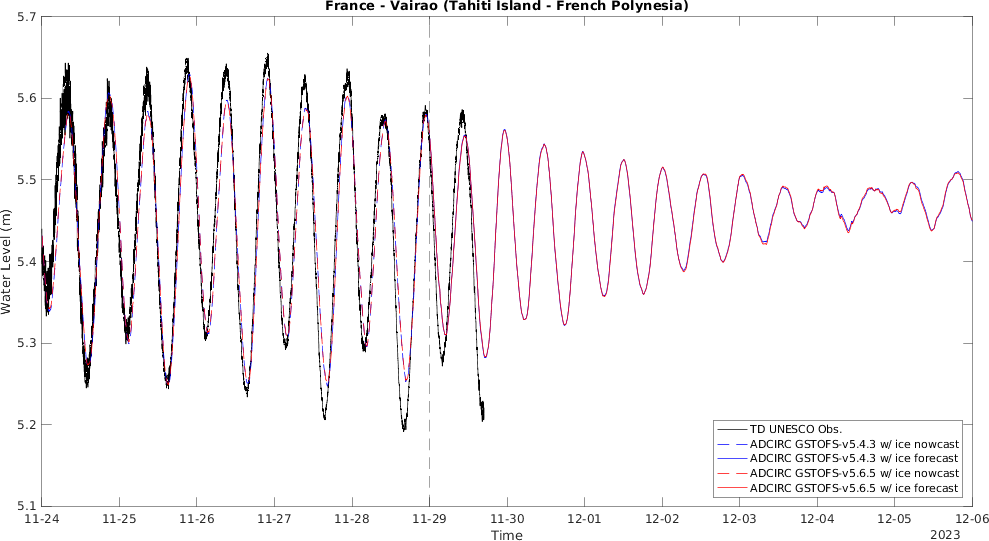 France - Vairao (Tahiti Island - French Polynesia)
5.7
5.6
5.5
5.4
5.3
5.2
5.1
Water Level (m)
TD UNESCO Obs.
ADCIRC GSTOFS-v5.4.3 w/ ice nowcast
ADCIRC GSTOFS-v5.4.3 w/ ice forecast
ADCIRC GSTOFS-v5.6.5 w/ ice nowcast
ADCIRC GSTOFS-v5.6.5 w/ ice forecast
11-24 11-25 11-26 11-27 11-28 11-29 11-30 12-01 12-02 12-03 12-04 12-05 12-06
Time
2023